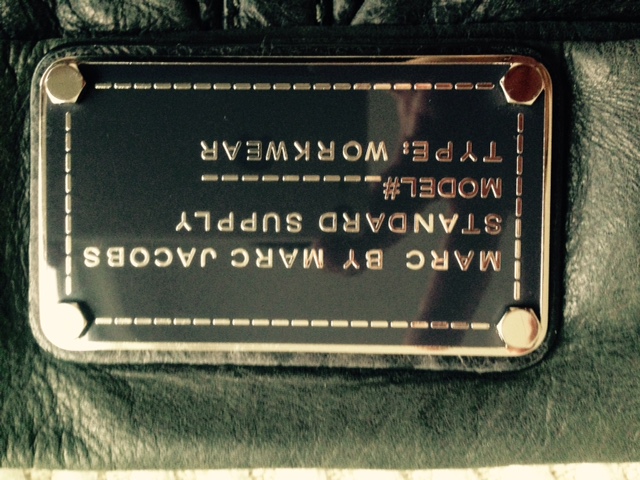 MARC BY MARC JACOBS
STANDARD SUPPLY
MODEL#----------------
TYPE: WORKWEAR